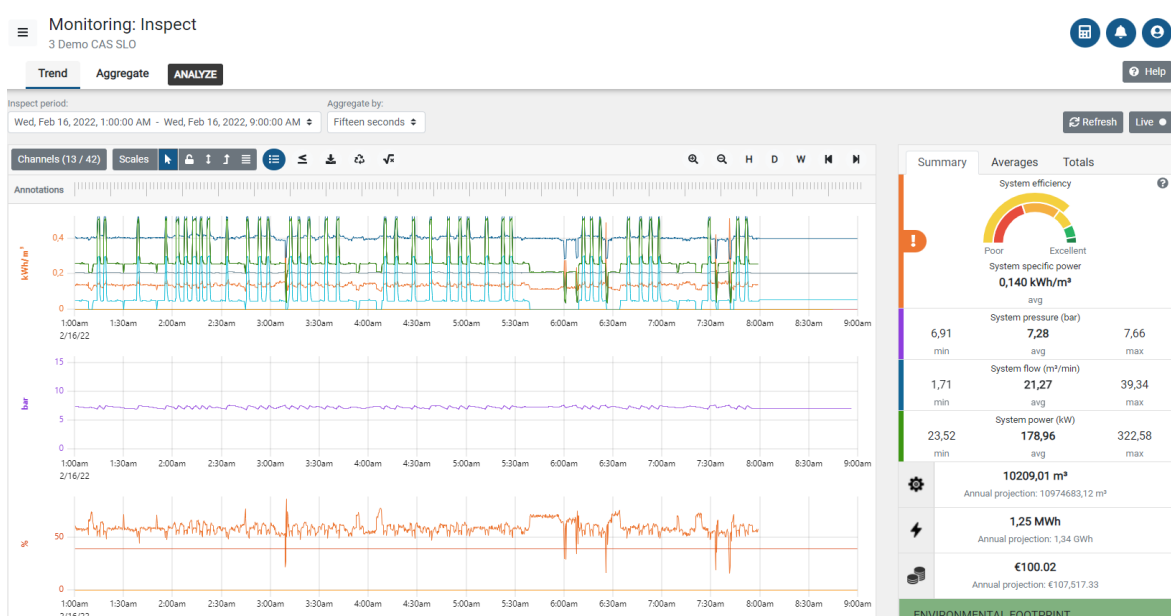 Monitoring: Inspect
3 Demo CAS SLO
Trend Aggregate ANALYZE Help
Inspect period: Aggregate by:
Wed, Feb 16, 2022, 1:00:00 AM - Wed, Feb 16, 2022, 9:00:00 AM Fifteen seconds Refresh Live
Channels (13 / 42) Scales H D W
Annotations
kWh/m³
0,4
0,2
0
1:00am 1:30am 2:00am 2:30am 3:00am 3:30am 4:00am 4:30am 5:00am 5:30am 6:00am 6:30am 7:00am 7:30am 8:00am 8:30am 9:00am
2/16/22
bar
15
10
5
0
1:00am 1:30am 2:00am 2:30am 3:00am 3:30am 4:00am 4:30am 5:00am 5:30am 6:00am 6:30am 7:00am 7:30am 8:00am 8:30am 9:00am
2/16/22
%
50
0
1:00am 1:30am 2:00am 2:30am 3:00am 3:30am 4:00am 4:30am 5:00am 5:30am 6:00am 6:30am 7:00am 7:30am 8:00am 8:30am 9:00am
2/16/22
Summary Averages Totals
System efficiency
Poor Excellent
System specific power
0,140 kWh/m³
avg
System pressure (bar)
6,91 7,28 7,66
min avg max
System flow (m³/min)
1,71 21,27 39,34
min avg max
System power (kW)
23,52 178,96 322,58
min avg max
10209,01 m³
Annual projection: 10974683,12 m³
1,25 MWh
Annual projection: 1,34 GWh
€100.02
Annual projection: €107,517.33
ENVIRONMENTAL FOOTPRINT